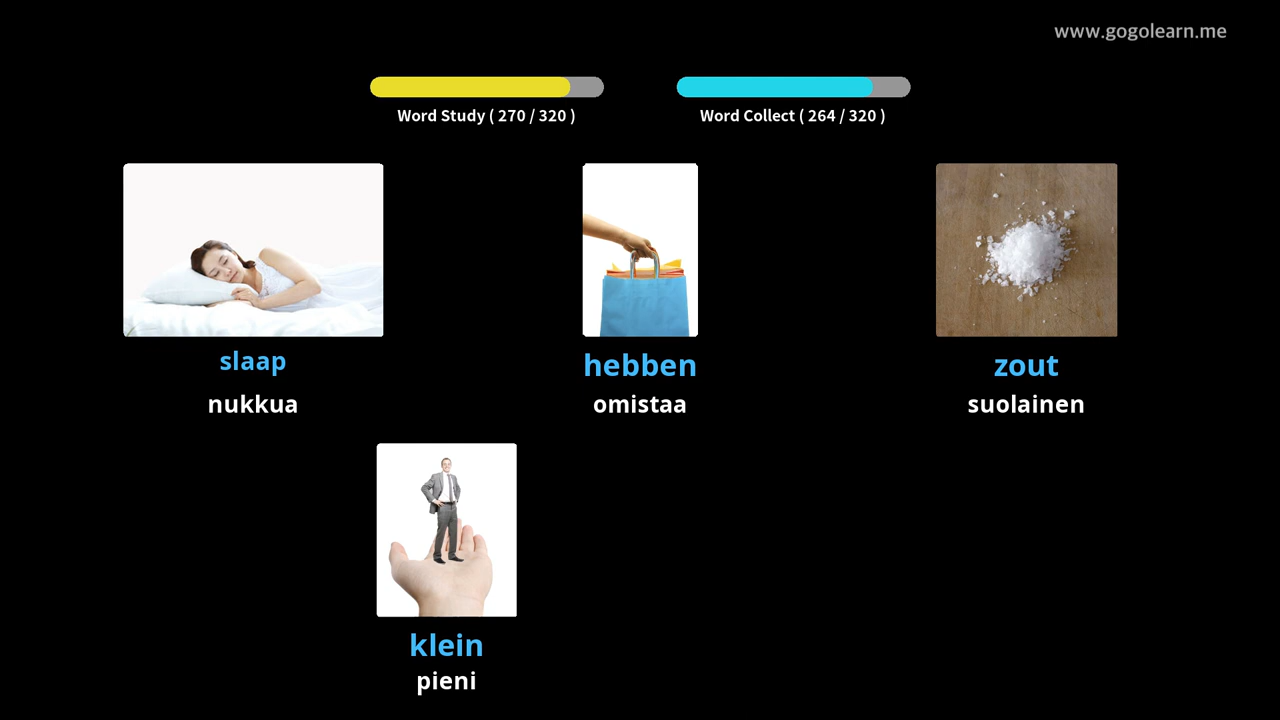 www.gogolearn.me
Word Study ( 270 / 320 )
Word Collect ( 264 / 320 )
slaap
nukkua
hebben
omistaa
zout
suolainen
klein
pieni